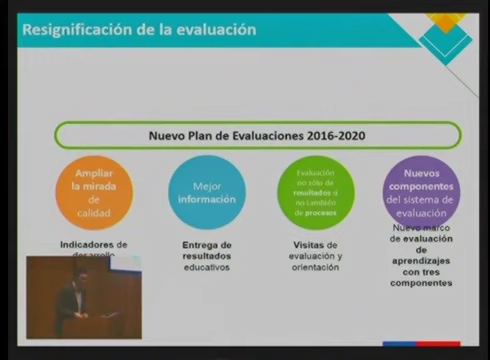 Resignificación de la evaluación
Nuevo Plan de Evaluaciones 2016-2020
Ampliar
la mirada
de
calidad
Mejor
información
Evaluación
no sólo de
resultados si
no también
de procesos
Nuevos
componentes
del sistema de
evaluación
Indicadores de
desarrollo
Entrega de
resultados
educativos
Visitas de
evaluación y
orientación
Nuevo marco
de evaluación
de
aprendizajes
con tres
componentes